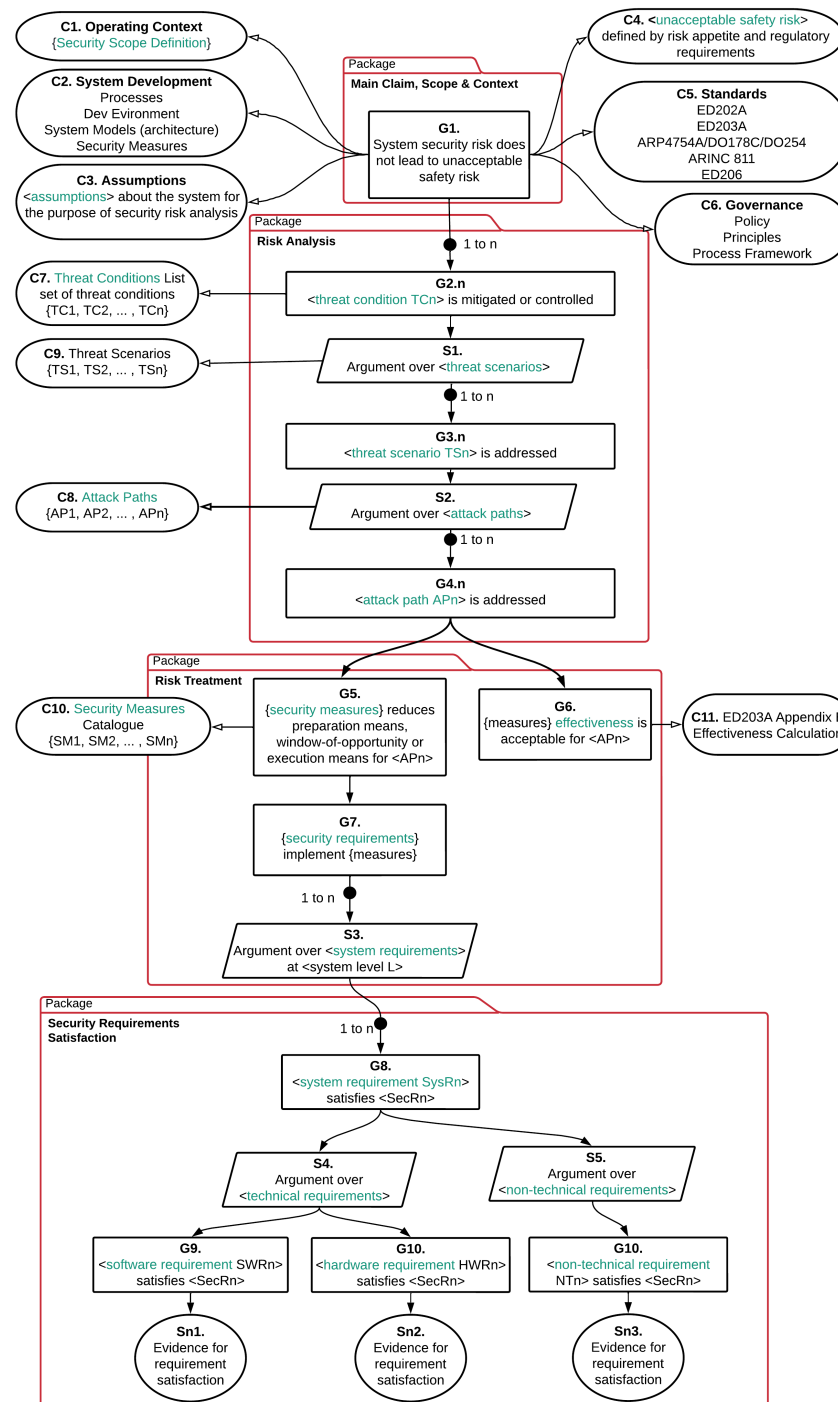 C1. Operating Context
{Security Scope Definition}
C2. System Development
Processes
Dev Evironment
System Models (architecture)
Security Measures
C3. Assumptions
<assumptions> about the system for
the purpose of security risk analysis
Package
Main Claim, Scope & Context
G1.
System security risk does
not lead to unacceptable
safety risk
C4. <unacceptable safety risk>
defined by risk appetite and regulatory
requirements
C5. Standards
ED202A
ED203A
ARP4754A/DO178C/DO254
ARINC 811
ED206
C6. Governance
Policy
Principles
Process Framework
Package
Risk Analysis
1 to n
C7. Threat Conditions List
set of threat conditions
{TC1, TC2, ... , TCn}
G2.n
<threat condition TCn> is mitigated or controlled
C9. Threat Scenarios
{TS1, TS2, ... , TSn}
S1.
Argument over <threat scenarios>
1 to n
G3.n
<threat scenario TSn> is addressed
C8. Attack Paths
{AP1, AP2, ... , APn}
S2.
Argument over <attack paths>
1 to n
G4.n
<attack path APn> is addressed
Package
Risk Treatment
C10. Security Measures
Catalogue
{SM1, SM2, ... , SMn}
G5.
{security measures} reduces
preparation means,
window-of-opportunity or
execution means for <APn>
G6.
{measures} effectiveness is
acceptable for <APn>
C11. ED203A Appendix
Effectiveness Calculation
G7.
{security requirements}
implement {measures}
1 to n
S3.
Argument over <system requirements>
at <system level L>
Package
Security Requirements
Satisfaction
1 to n
G8.
<system requirement SysRn>
satisfies <SecRn>
S4.
Argument over
<technical requirements>
S5.
Argument over
<non-technical requirements>
G9.
<software requirement SWRn>
satisfies <SecRn>
G10.
<hardware requirement HWRn>
satisfies <SecRn>
G10.
<non-technical requirement
NTn> satisfies <SecRn>
Sn1.
Evidence for
requirement
satisfaction
Sn2.
Evidence for
requirement
satisfaction
Sn3.
Evidence for
requirement
satisfaction